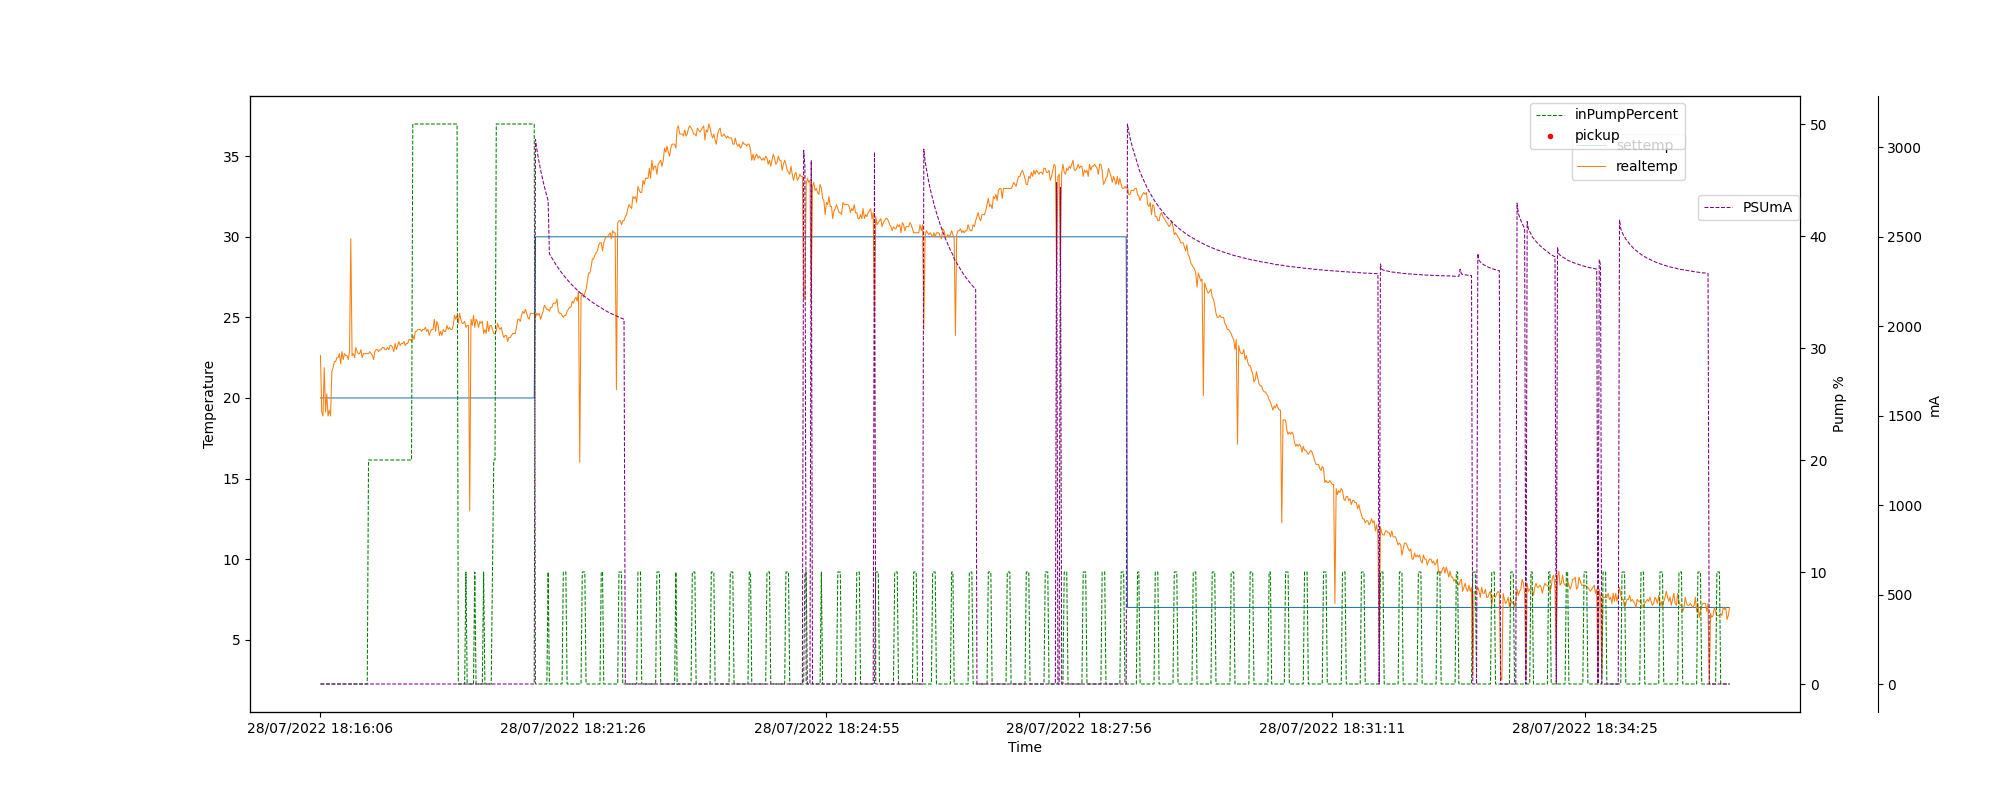 inPumpPercent
pickup
settemp
realtemp
PSUmA
35
30
25
20
15
10
5
Temperature
50
40
30
20
10
0
Pump %
3000
2500
2000
1500
1000
500
0
mA
28/07/2022 18:16:06
28/07/2022 18:21:26
28/07/2022 18:24:55
28/07/2022 18:27:56
28/07/2022 18:31:11
28/07/2022 18:34:25
Time